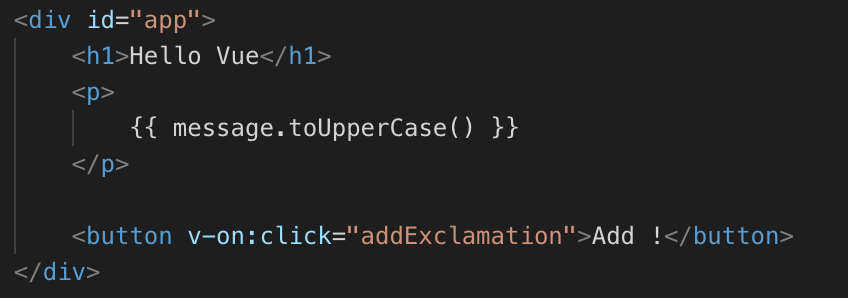 <div id="app">
    <h1>Hello Vue</h1>
    <p>
        {{ message.toUpperCase() }}
    </p>

    <button v-on:click="addExclamation">Add !</button>
</div>